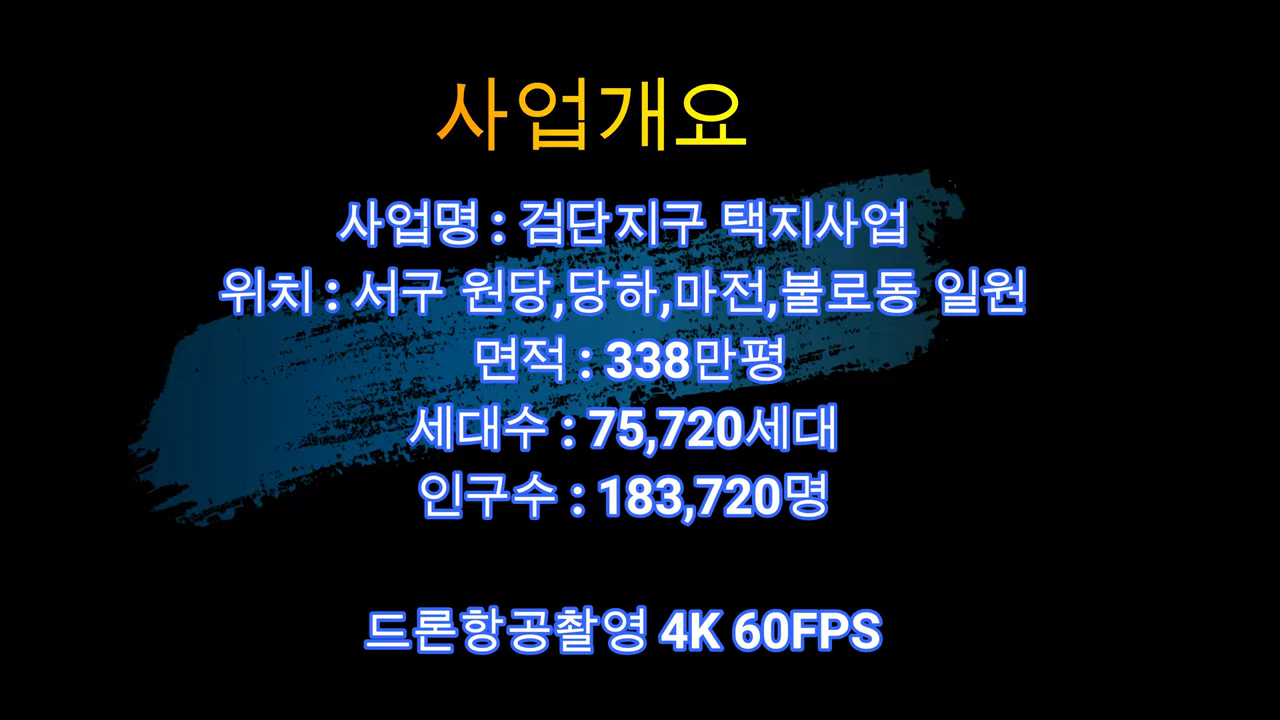 사업개요
사업명 : 검단지구 택지사업
위치 : 서구 원당,당하,마전,불로동 일원
면적 : 338만평
세대수 : 75,720세대
인구수 : 183,720명
드론항공촬영 4K 60FPS